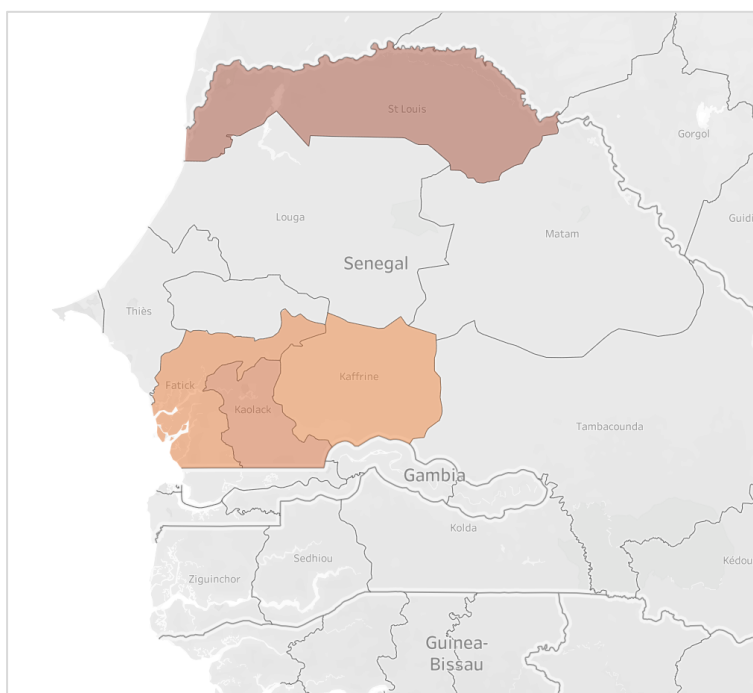 St Louis
Gorgol
Guidi
Louga
Matam
Senegal
Thiès
Kaffrine
Fatick
Kaolack
Tambacounda
Gambia
Kolda
Sedhiou
Kédou
Ziguinchor
Guinea-
Bissau